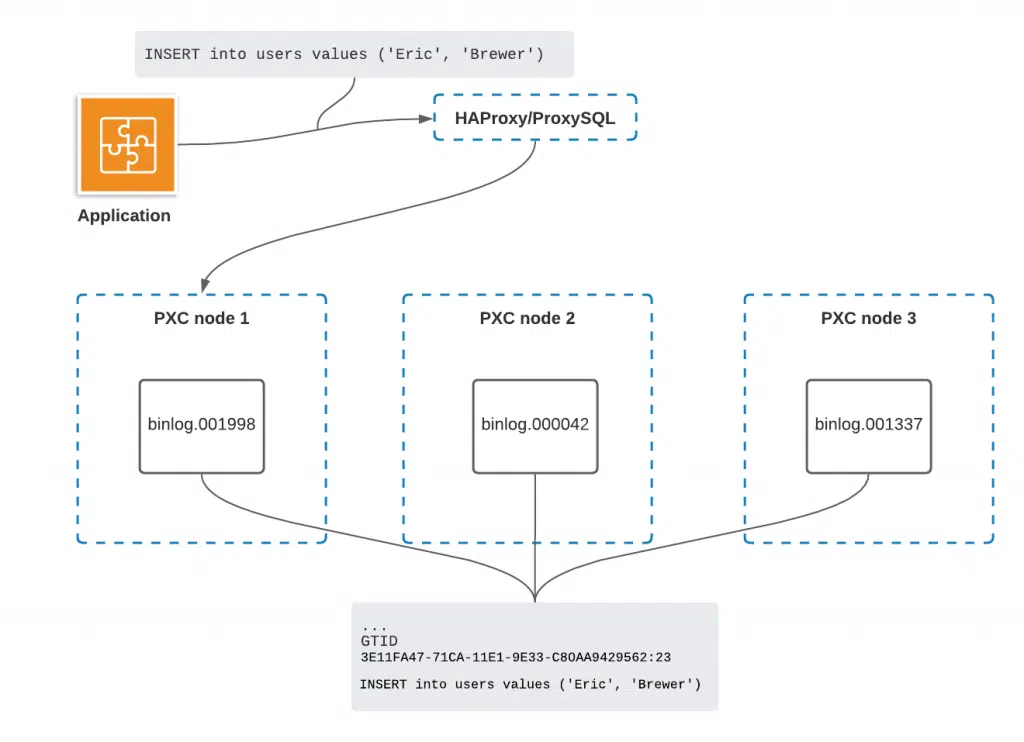 INSERT into users values ('Eric', 'Brewer')
HAProxy/ProxySQL
Application
PXC node 1
PXC node 2
PXC node 3
binlog.001998
binlog.000042
binlog.001337
...
GTID
3E11FA47-71CA-11E1-9E33-C80AA9429562:23
INSERT into users values ('Eric', 'Brewer')